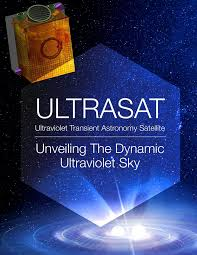 ULTRASAT
Ultraviolet Transient Astronomy Satellite
Unveiling The Dynamic
Ultraviolet Sky